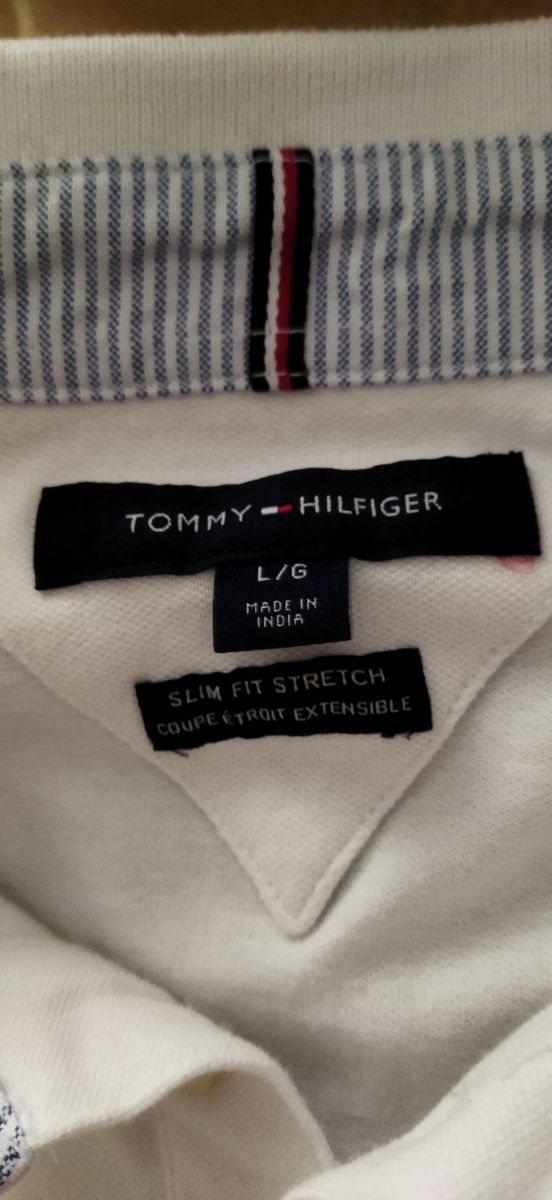 TOMMY HILFIGER
L/G
MADE IN
INDIA
SLIM FIT STRETCH
COUPE ÉTROIT EXTENSIBLE